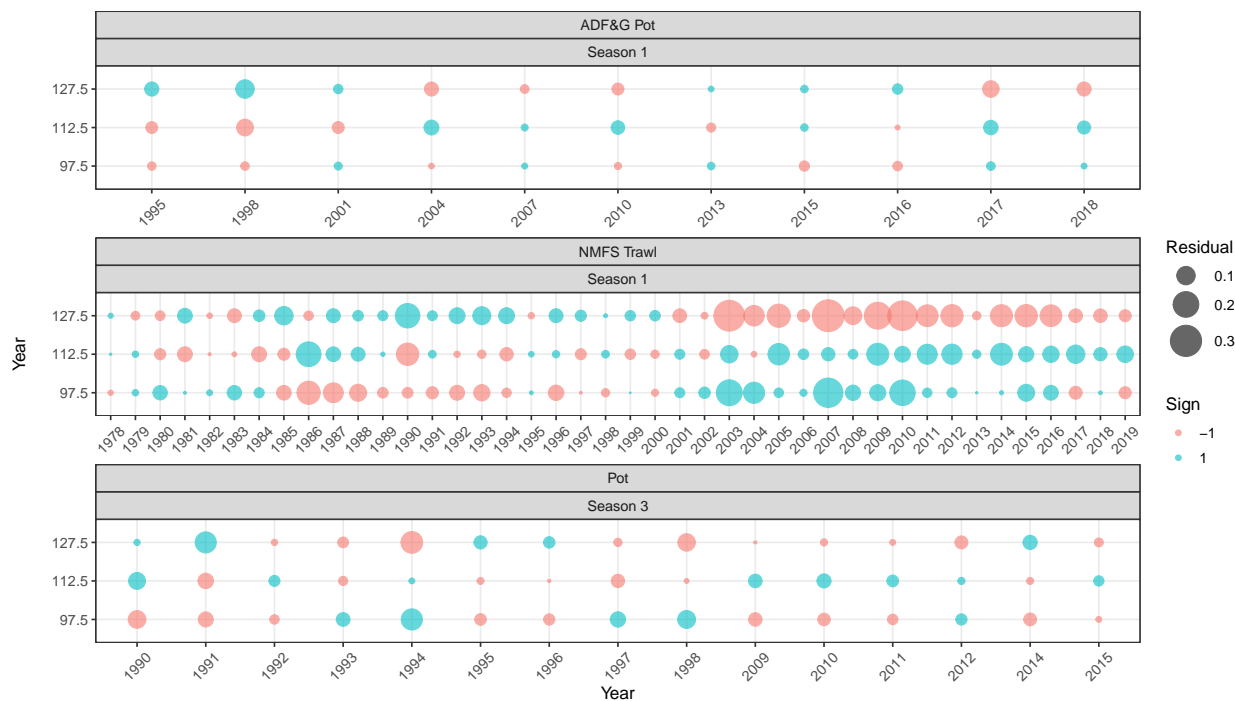 ADF&G Pot
Season 1
127.5
112.5
97.5
1995 1998 2001 2004 2007 2010 2013 2015 2016 2017 2018
NMFS Trawl
Season 1
127.5
112.5
97.5
1978 1979 1980 1981 1982 1983 1984 1985 1986 1987 1988 1989 1990 1991 1992 1993 1994 1995 1996 1997 1998 1999 2000 2001 2002 2003 2004 2005 2006 2007 2008 2009 2010 2011 2012 2013 2014 2015 2016 2017 2018 2019
Pot
Season 3
127.5
112.5
97.5
1990 1991 1992 1993 1994 1995 1996 1997 1998 2009 2010 2011 2012 2014 2015
Year
Year
Residual
0.1
0.2
0.3
Sign
−1
1